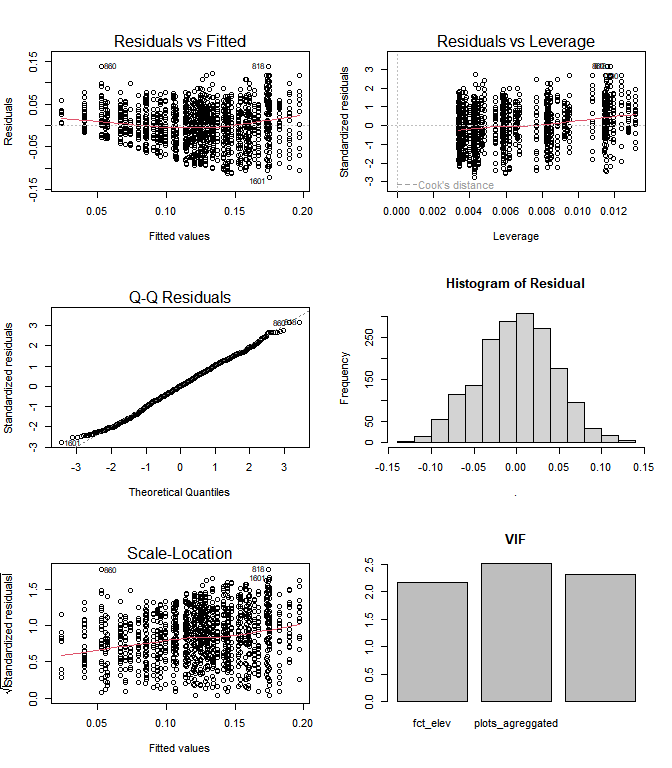 Residuals vs Fitted
Residuals
-0.15 -0.05 0.05 0.15
860
818
1601
0.05 0.10 0.15 0.20
Fitted values
Residuals vs Leverage
Standardized residuals
-3 -2 -1 0 1 2 3
Cook's distance
0.000 0.002 0.004 0.006 0.008 0.010 0.012
Leverage
Q-Q Residuals
Standardized residuals
-3 -2 -1 0 1 2 3
1601
860
818
-3 -2 -1 0 1 2 3
Theoretical Quantiles
Histogram of Residual
Frequency
0 50 150 250
-0.15 -0.10 -0.05 0.00 0.05 0.10 0.15
.
Scale-Location
√|Standardized residuals|
0.0 0.5 1.0 1.5
860
818
1601
0.05 0.10 0.15 0.20
Fitted values
VIF
0.0 0.5 1.0 1.5 2.0 2.5
fct_elev plots_agreggated